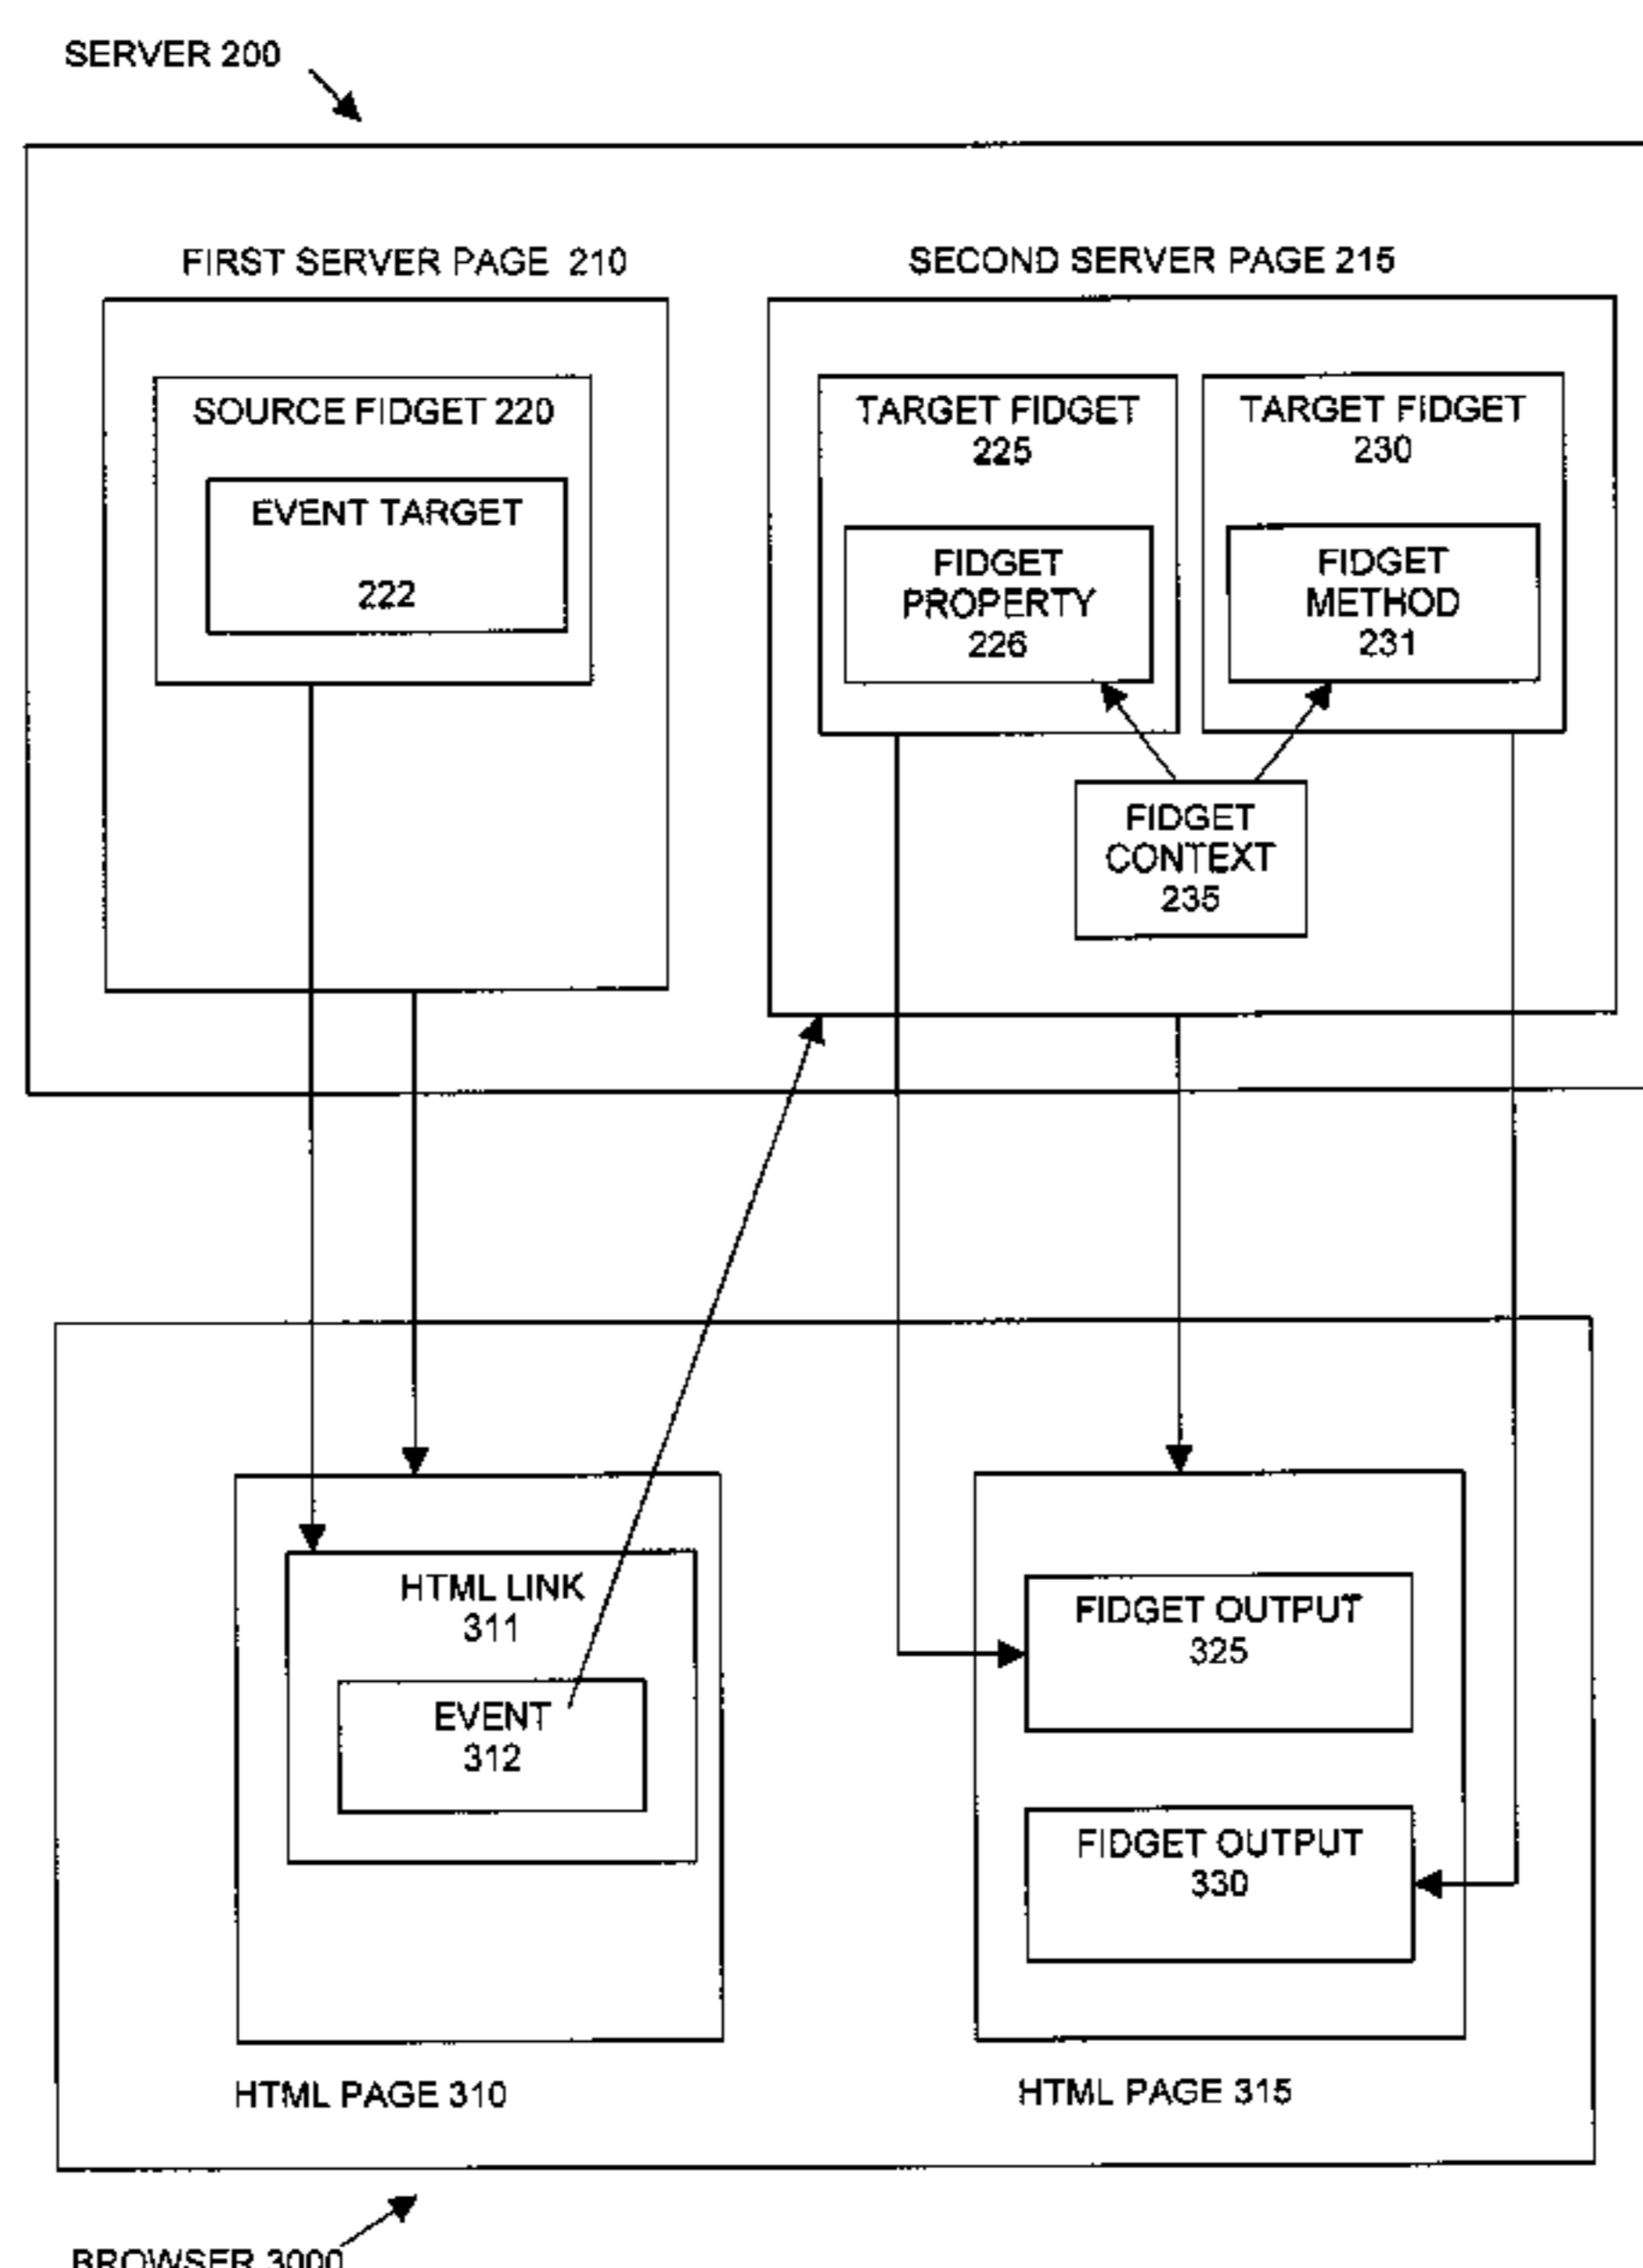 SERVER 200
FIRST SERVER PAGE 210
SECOND SERVER PAGE 215
SOURCE FIDGET 220
EVENT TARGET
222
TARGET FIDGET
225
FIDGET
PROPERTY
226
TARGET FIDGET
230
FIDGET
METHOD
231
FIDGET
CONTEXT
235
HTML LINK
311
EVENT
312
FIDGET OUTPUT
325
FIDGET OUTPUT
330
HTML PAGE 310
HTML PAGE 315
BROWSER 3000